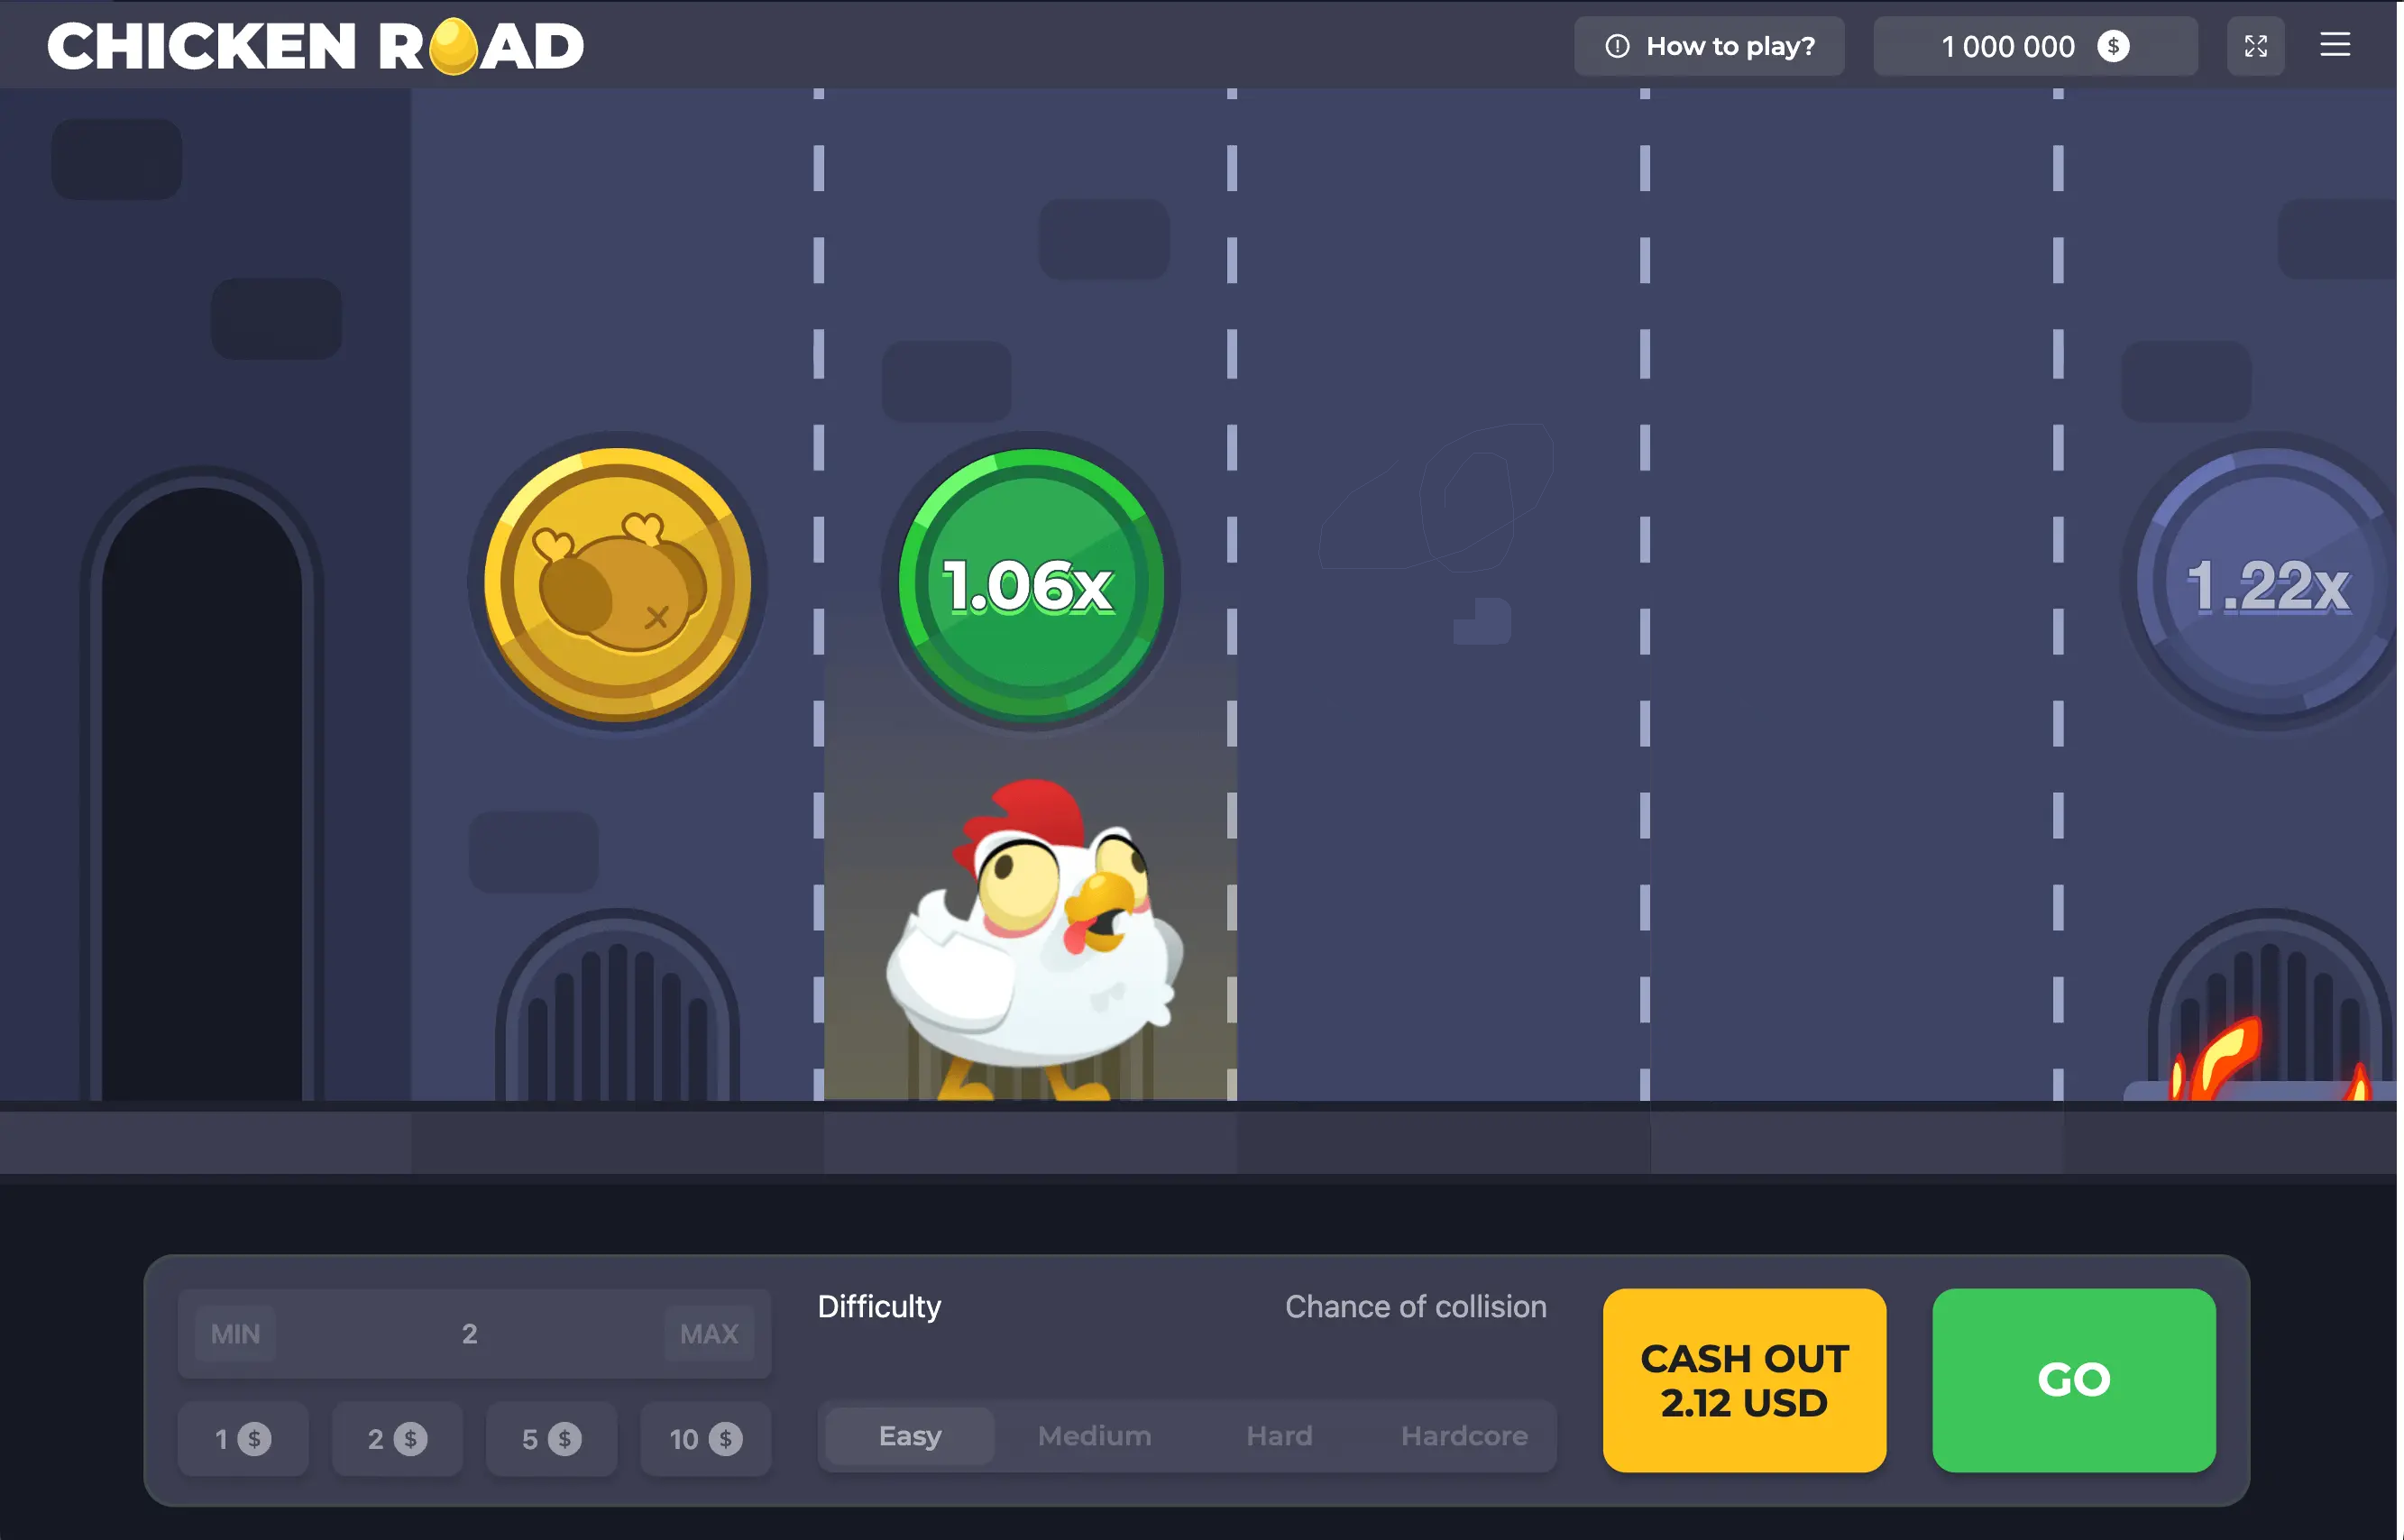 CHICKEN ROAD
How to play?
1 000 000 $
1.06x
1.22x
MIN 2 MAX
1 $ 2 $ 5 $ 10 $
Difficulty
Chance of collision
Easy Medium Hard Hardcore
CASH OUT
2.12 USD
GO